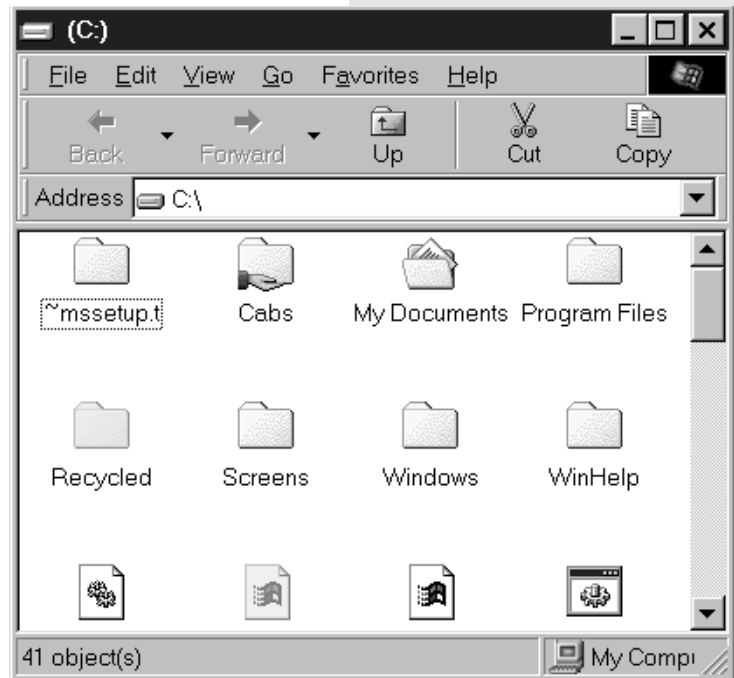 (C:)
File Edit View Go Favorites Help
Back Forward Up Cut Copy
Address C:\
~mssetup.t Cabs My Documents Program Files
Recycled Screens Windows WinHelp
41 object(s) My Compu